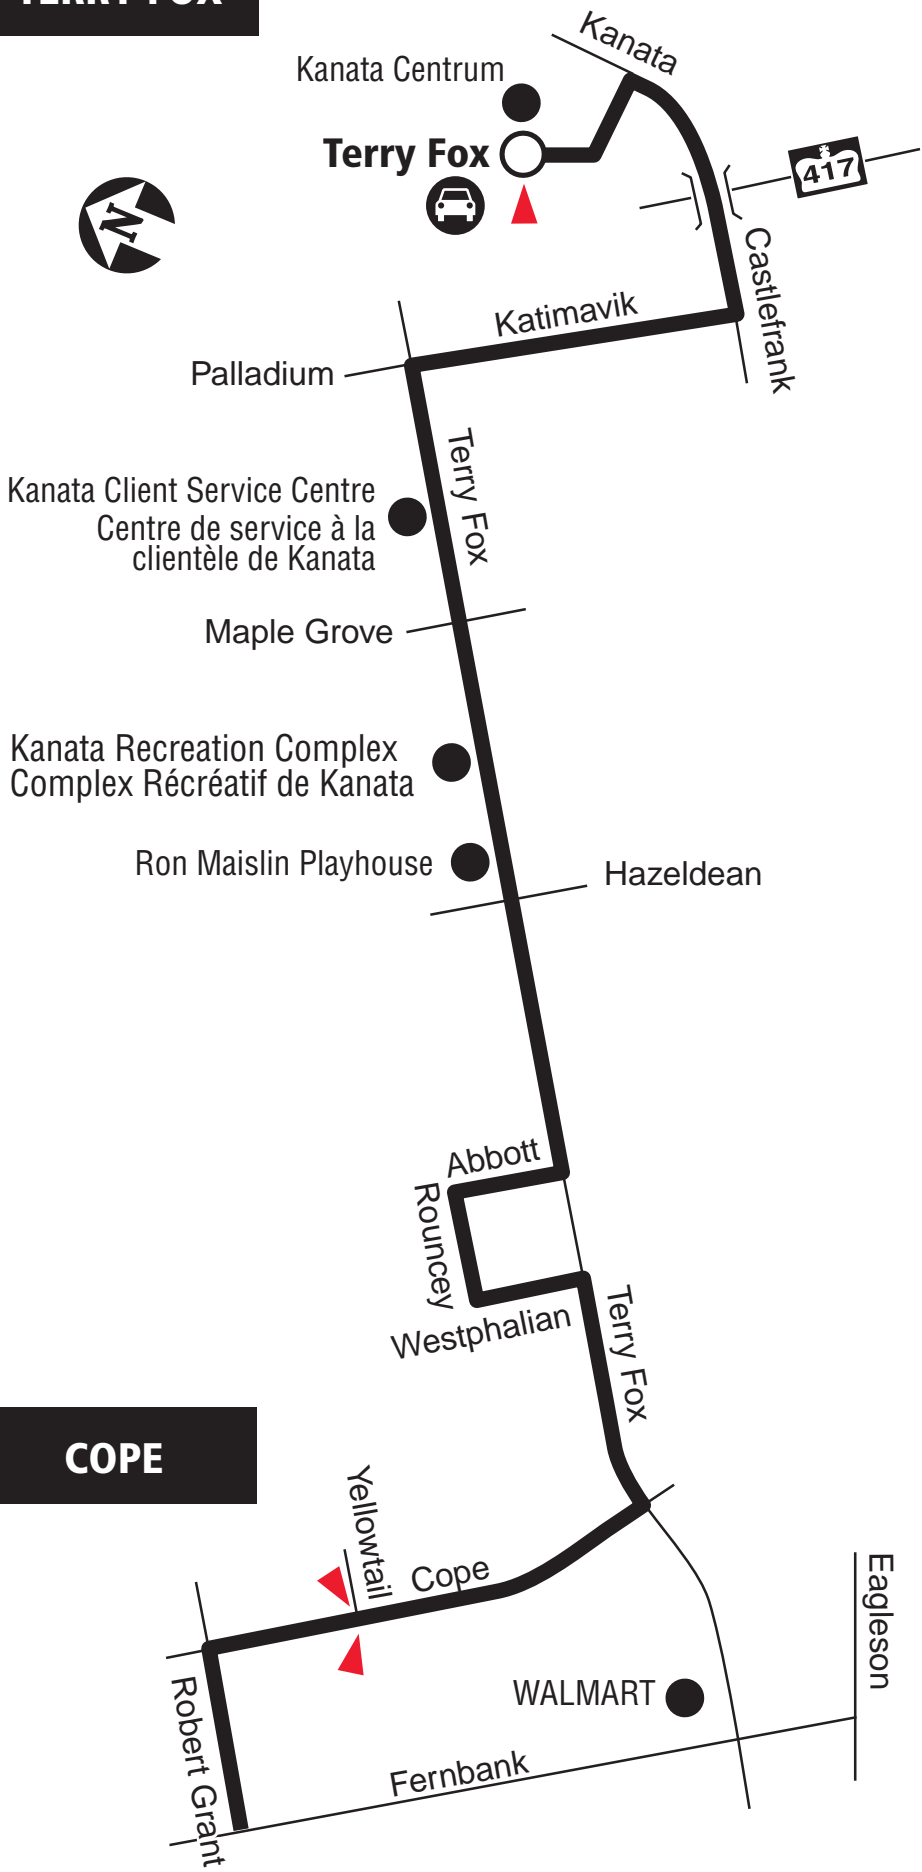 TERRY FOX
Kanata
Kanata Centrum
Terry Fox
417
N
Castlefrank
Katimavik
Palladium
Terry Fox
Kanata Client Service Centre
Centre de service à la
clientèle de Kanata
Maple Grove
Kanata Recreation Complex
Complex Récréatif de Kanata
Ron Maislin Playhouse
Hazeldean
Abbott
Rouncey
Westphalian
Terry Fox
COPE
Yellowtail
Cope
Eagleson
WALMART
Robert Grant
Fernbank